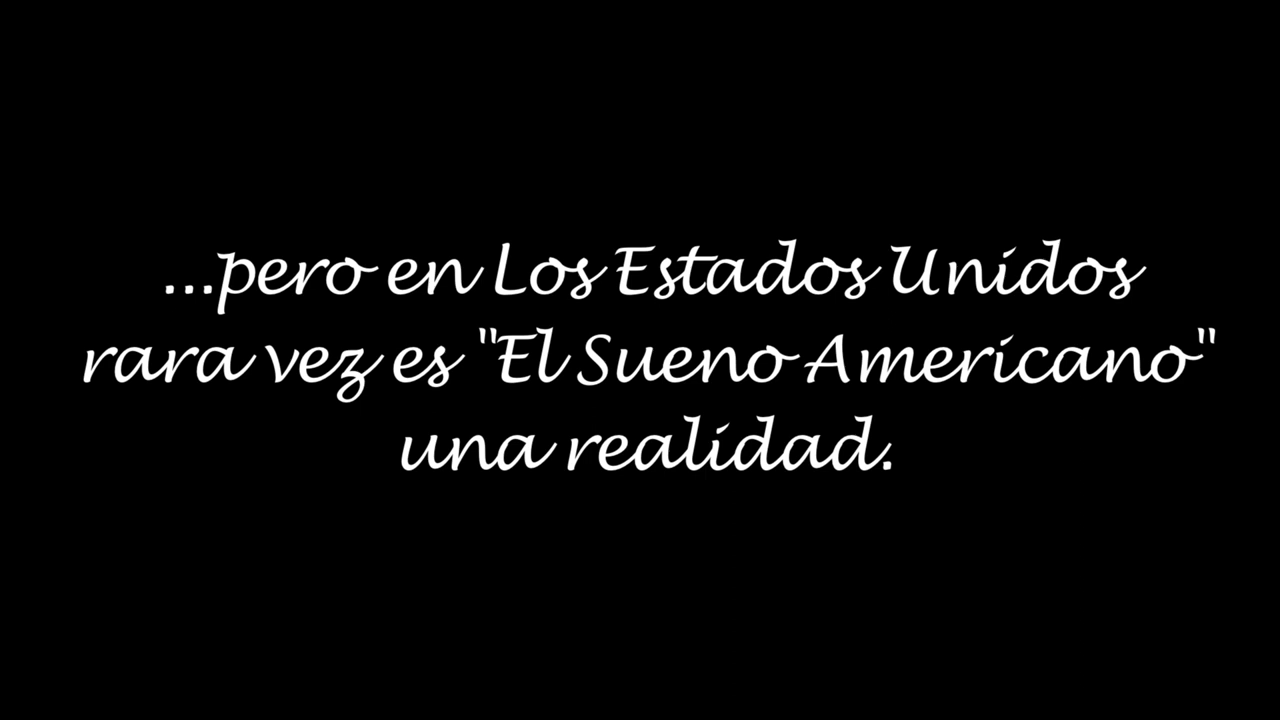 ...pero en Los Estados Unidos
rara vez es "El Sueno Americano"
una realidad.